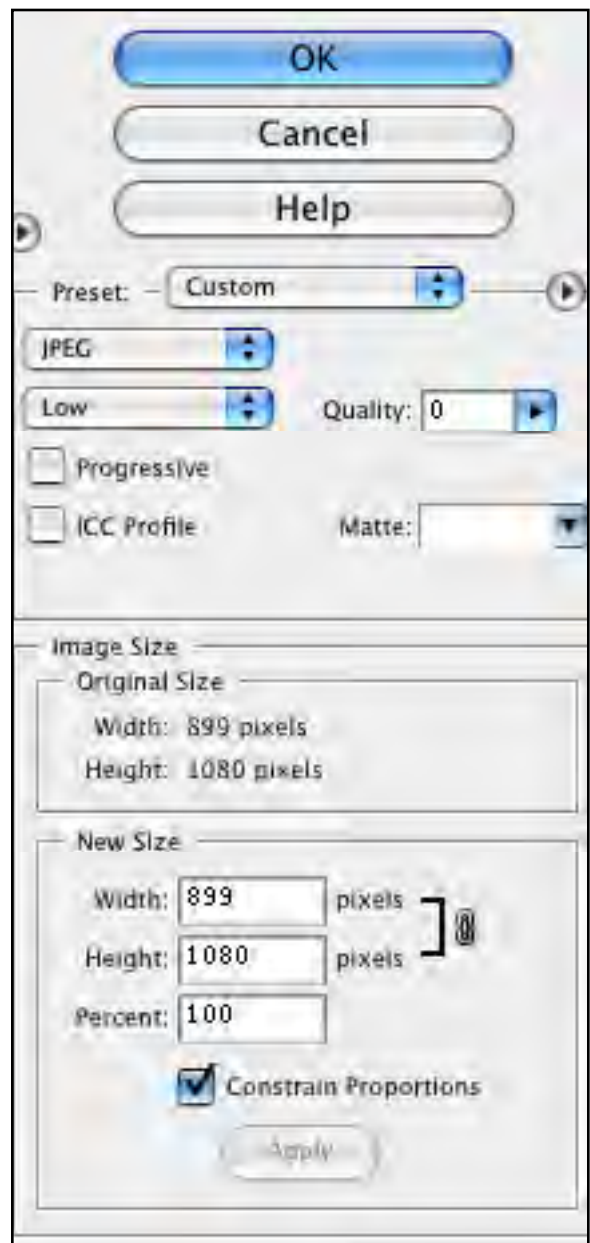 OK
Cancel
Help
Preset: Custom
JPEG
Low Quality: 0
Progressive
ICC Profile Matte:
Image Size
Original Size
Width: 899 pixels
Height: 1080 pixels
New Size
Width: 899 pixels
Height: 1080 pixels
Percent: 100
Constrain Proportions
Apply